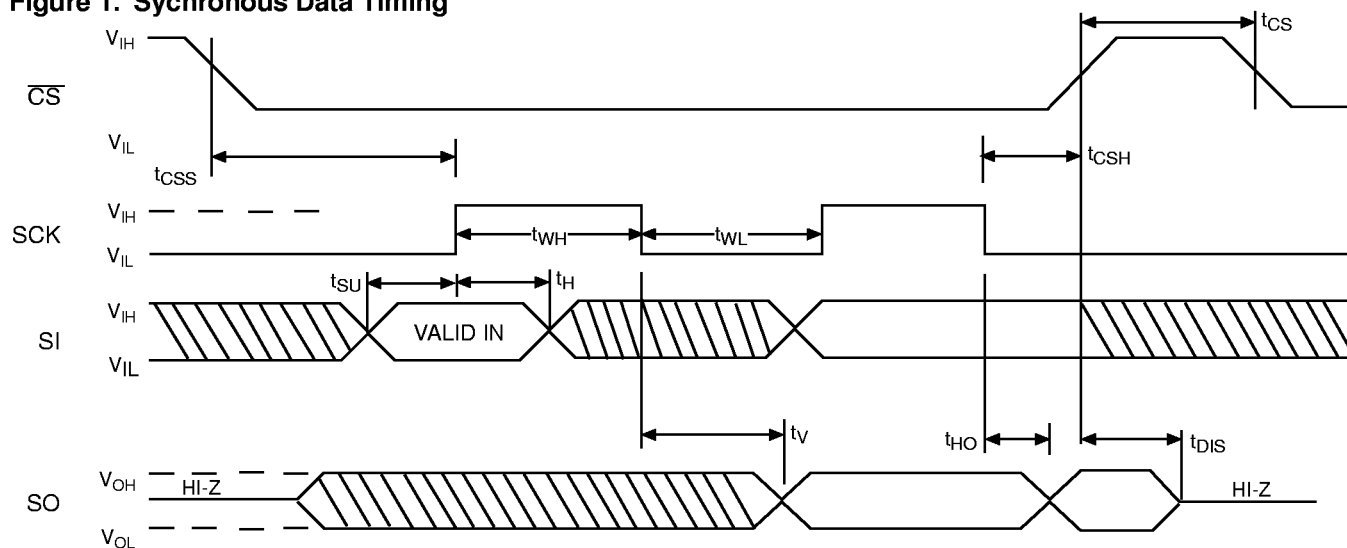 Figure 1. Sychronous Data Timing
tCS
VIH
CS
VIL
tCSS
tCSH
VIH
SCK
tWH
tWL
VIL
tSU
tH
VIH
SI
VALID IN
VIL
tV
tHO
tDIS
VOH
HI-Z
SO
HI-Z
VOL